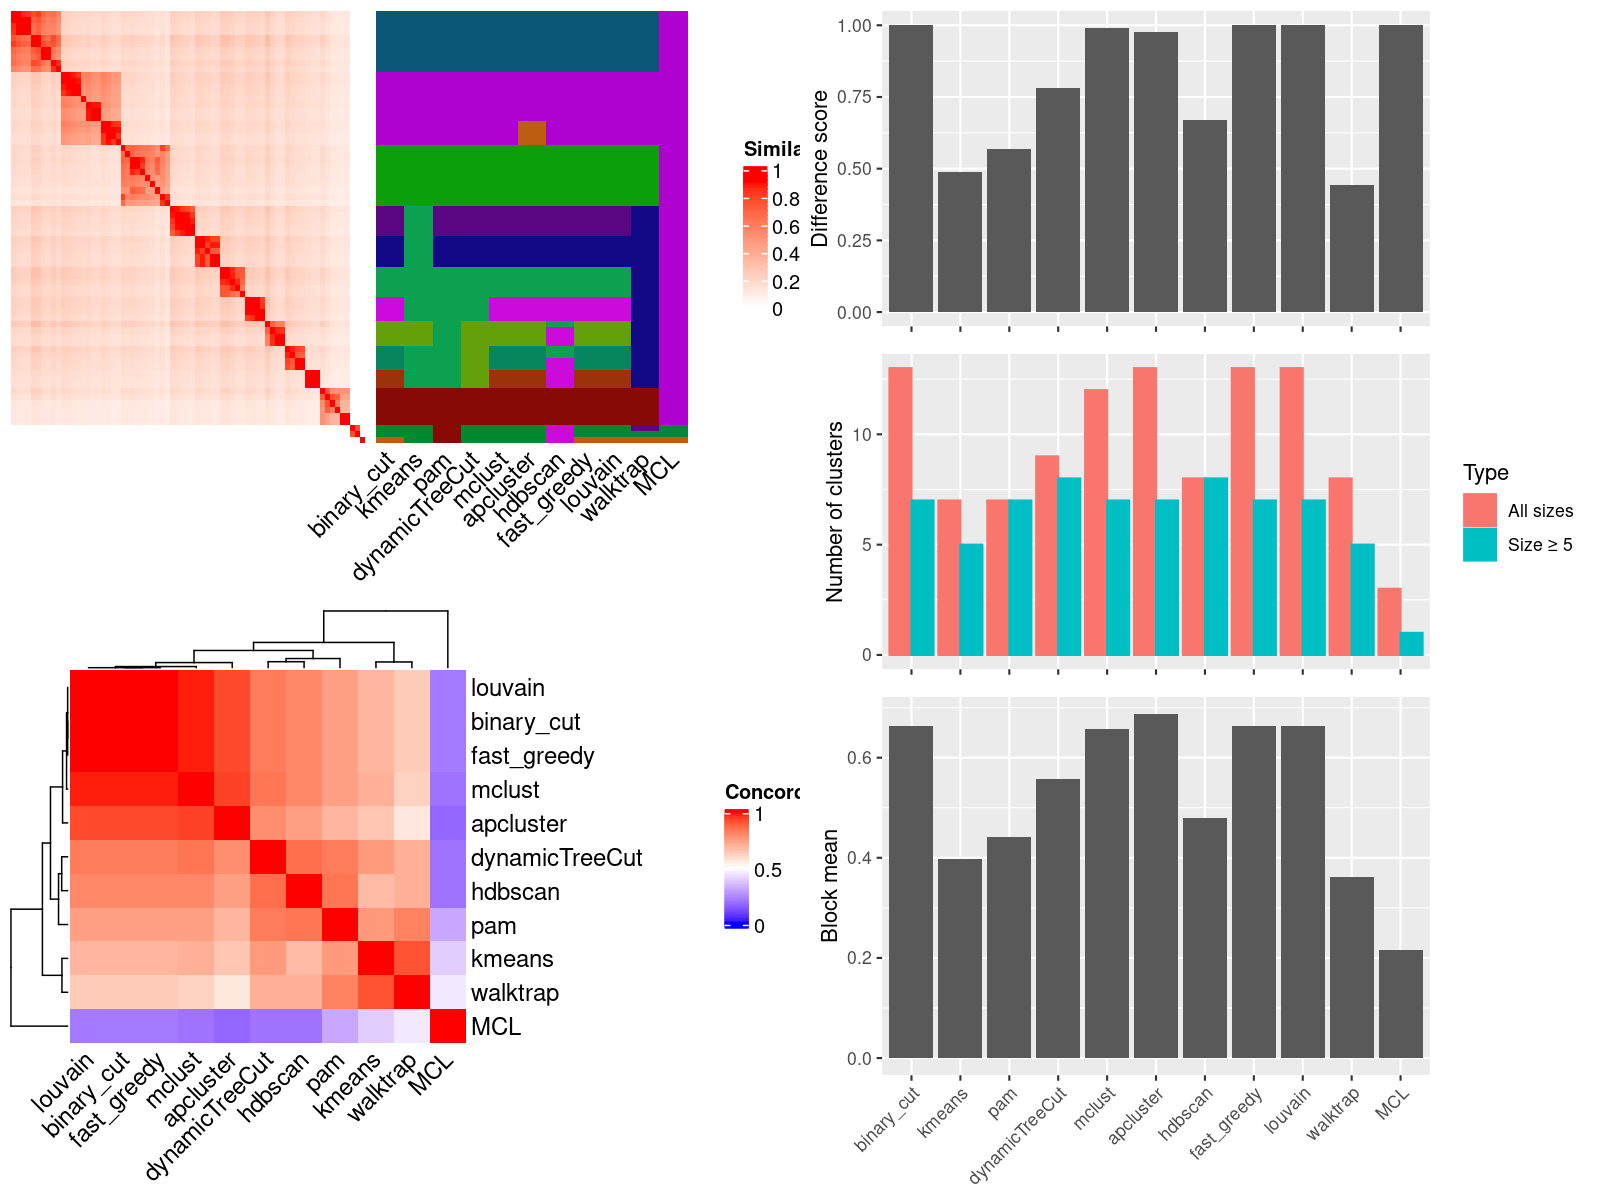 Simila
1
0.8
0.6
0.4
0.2
0
binary_cut
kmeans
pam
dynamicTreeCut
mclust
apcluster
hdbscan
fast_greedy
louvain
walktrap
MCL
louvain
binary_cut
fast_greedy
mclust
apcluster
dynamicTreeCut
hdbscan
pam
kmeans
walktrap
MCL
louvain
binary_cut
fast_greedy
mclust
apcluster
dynamicTreeCut
hdbscan
pam
kmeans
walktrap
MCL
Concord
1
0.5
0
Difference score
1.00
0.75
0.50
0.25
0.00
Number of clusters
10
5
0
Type
All sizes
Size ≥ 5
Block mean
0.6
0.4
0.2
0.0
binary_cut
kmeans
pam
dynamicTreeCut
mclust
apcluster
hdbscan
fast_greedy
louvain
walktrap
MCL